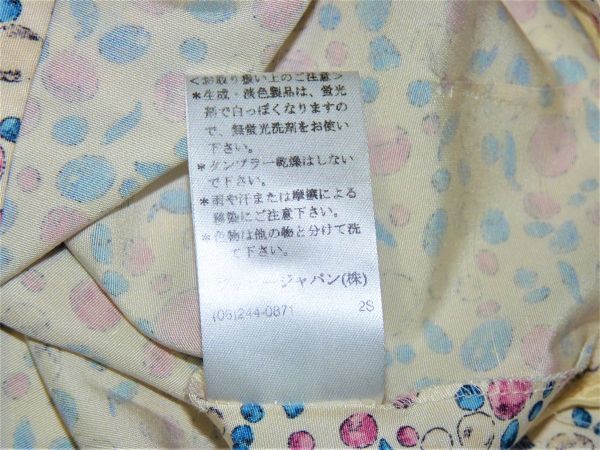 <お取り扱い上のご注意>
*生成・淡色製品は、蛍光
剤で白っぽくなりますの
で、無蛍光洗剤をお使い
下さい。
*タンブラー乾燥はしない
で下さい。
*雨や汗または摩擦による
移染にご注意下さい。
*色物は他の物と分けて洗
って下さい。
ジャパン(株)
(06)244-0871 2S